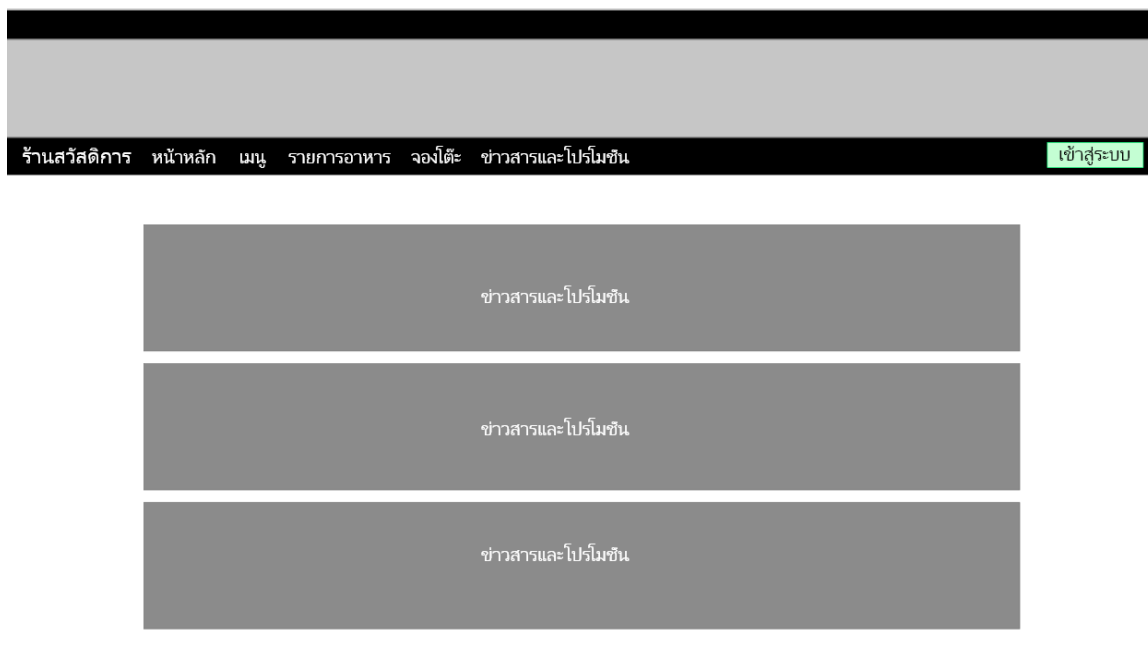 ร้านสวัสดิการ หน้าหลัก เมนู รายการอาหาร จองโต๊ะ ข่าวสารและโปรโมชัน เข้าสู่ระบบ
ข่าวสารและโปรโมชัน
ข่าวสารและโปรโมชัน
ข่าวสารและโปรโมชัน